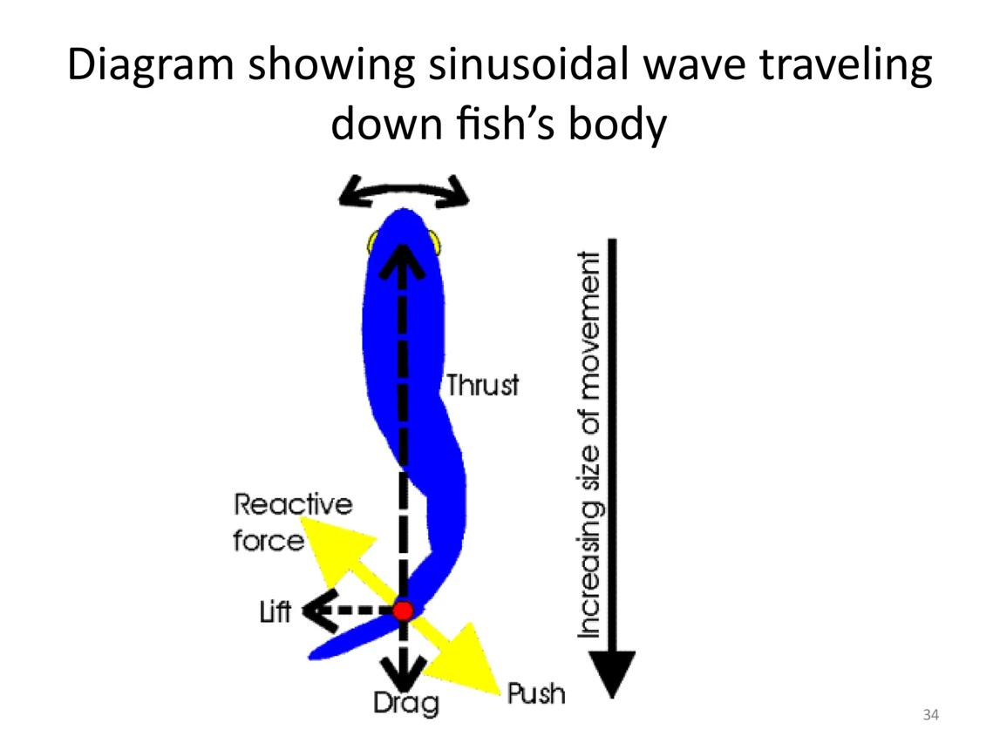 Diagram showing sinusoidal wave traveling
down fish’s body
Thrust
Increasing size of movement
Reactive
force
Lift
Drag
Push
34